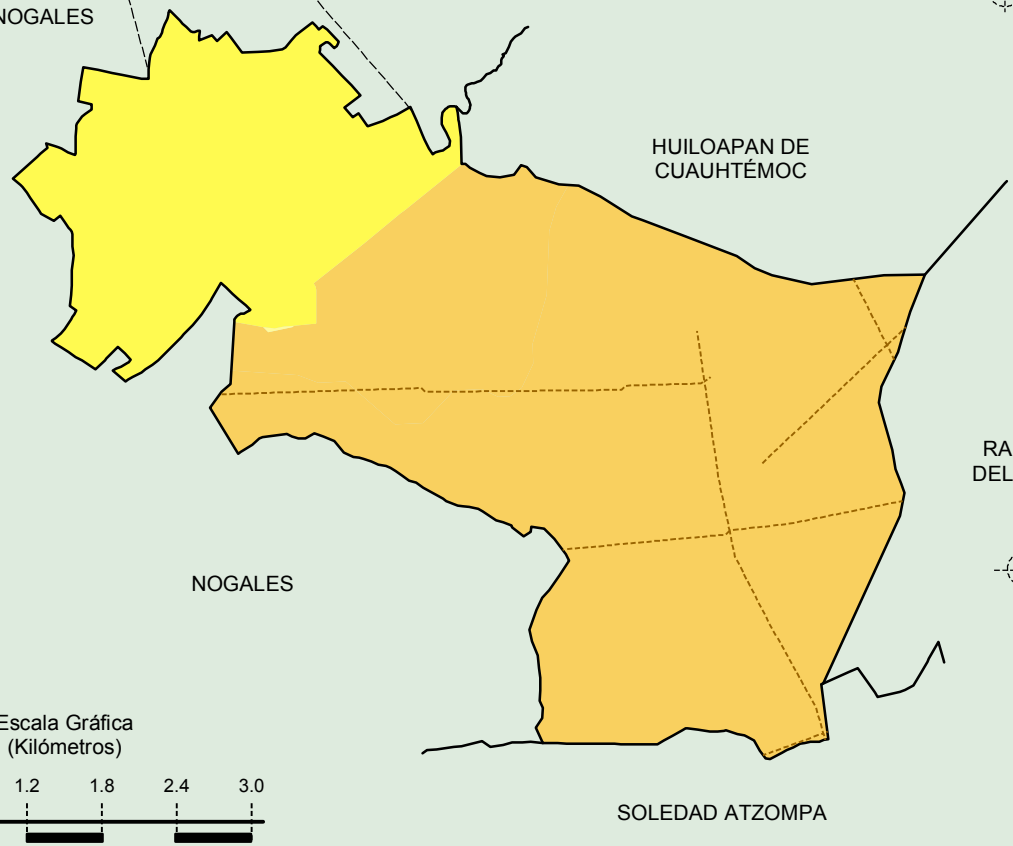 NOGALES
HUILOAPAN DE
CUAUHTÉMOC
RA
DEL
NOGALES
Escala Gráfica
(Kilómetros)
1.2 1.8 2.4 3.0
SOLEDAD ATZOMPA